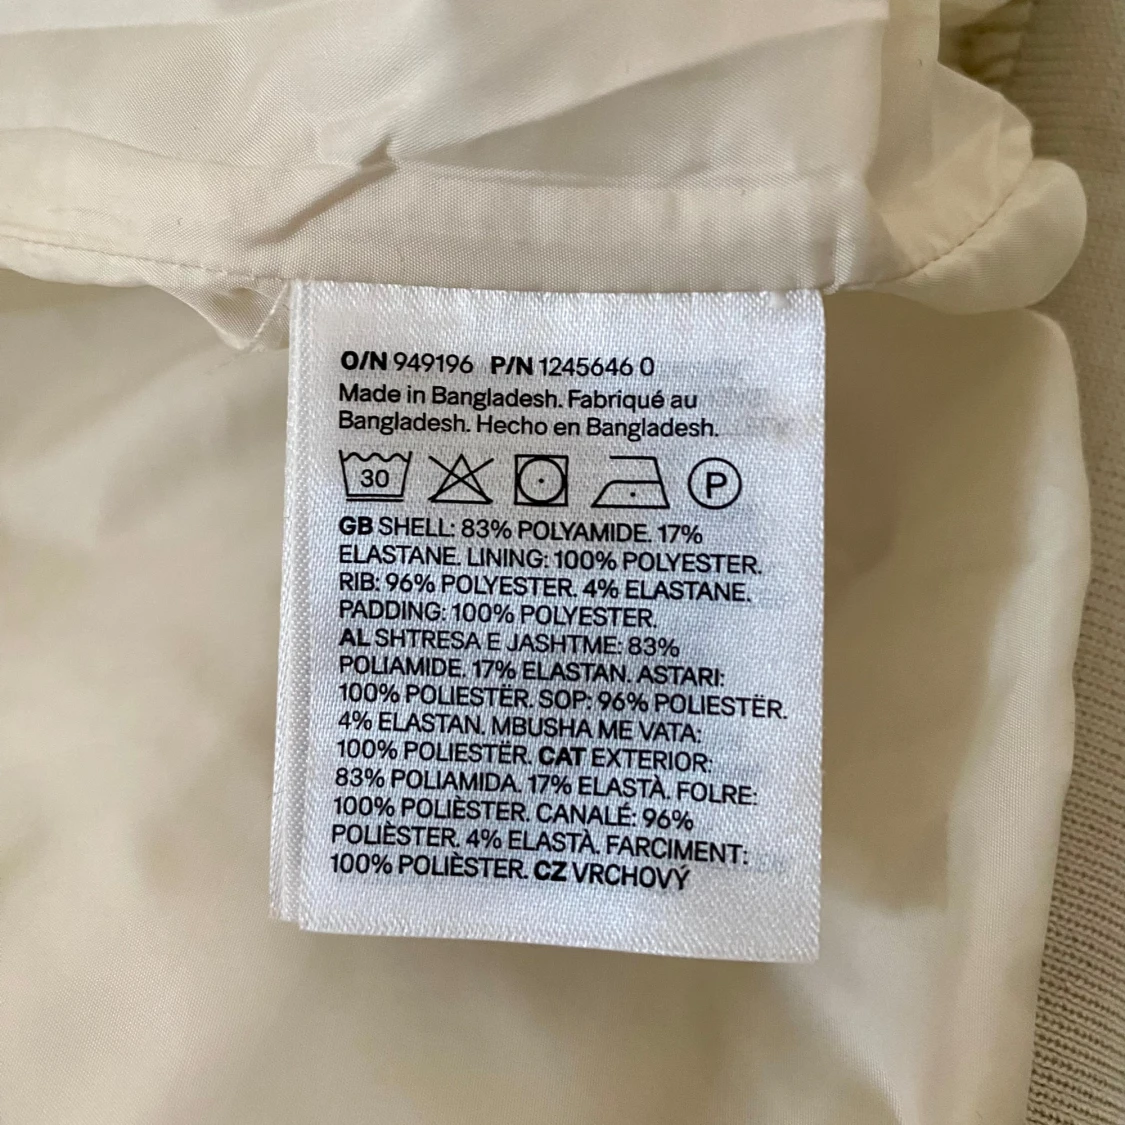 O/N 949196 P/N 1245646 0
Made in Bangladesh. Fabriqué au
Bangladesh. Hecho en Bangladesh.
30
P
GB SHELL: 83% POLYAMIDE. 17%
ELASTANE. LINING: 100% POLYESTER.
RIB: 96% POLYESTER. 4% ELASTANE.
PADDING: 100% POLYESTER.
AL SHTRESA E JASHTME: 83%
POLIAMIDE. 17% ELASTAN. ASTARI:
100% POLIESTËR. SOP: 96% POLIESTËR.
4% ELASTAN. MBUSHA ME VATA:
100% POLIESTËR. CAT EXTERIOR:
83% POLIAMIDA. 17% ELASTÀ. FOLRE:
100% POLIÈSTER. CANALÉ: 96%
POLIÈSTER. 4% ELASTÀ. FARCIMENT:
100% POLIÈSTER. CZ VRCHOVÝ